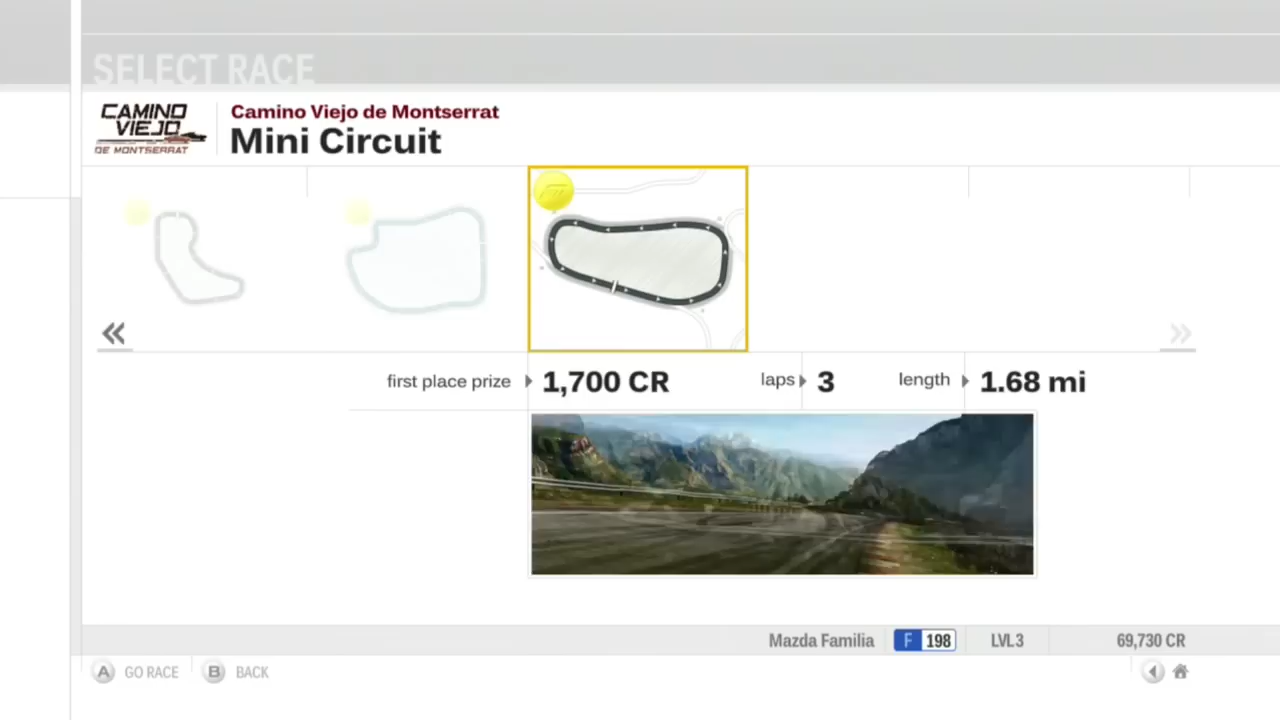 SELECT RACE
CAMINO
VIEJO
DE MONTSERRAT
Camino Viejo de Montserrat
Mini Circuit
first place prize 1,700 CR laps 3 length 1.68 mi
Mazda Familia F 198 LVL3 69,730 CR
A GO RACE B BACK